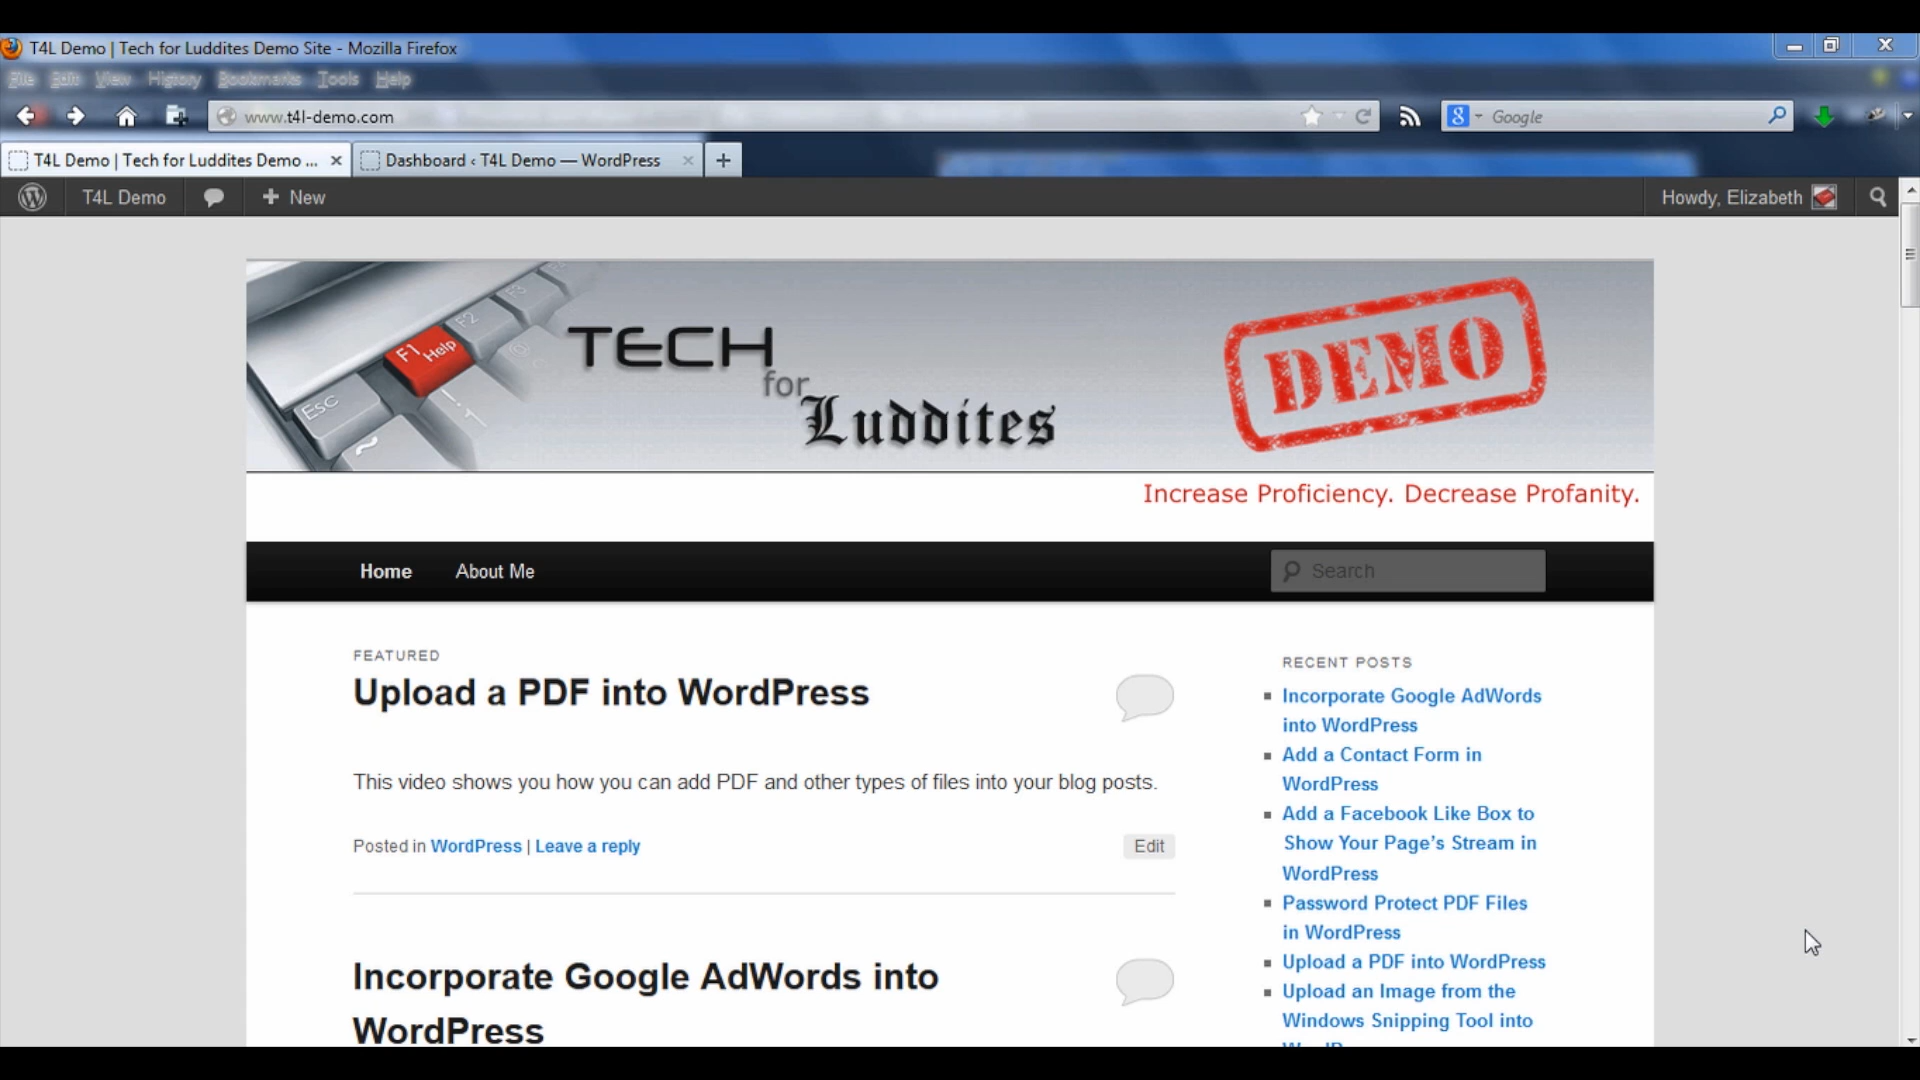 T4L Demo | Tech for Luddites Demo Site - Mozilla Firefox
File Edit View History Bookmarks Tools Help
www.t4l-demo.com
Google
T4L Demo | Tech for Luddites Demo ...
Dashboard ‹ T4L Demo — WordPress
T4L Demo
New
Howdy, Elizabeth
F1 Help
F2
F3
Esc
TECH
for
Luddites
DEMO
Increase Proficiency. Decrease Profanity.
Home
About Me
Search
FEATURED
Upload a PDF into WordPress
This video shows you how you can add PDF and other types of files into your blog posts.
Posted in WordPress | Leave a reply
Edit
Incorporate Google AdWords into
WordPress
RECENT POSTS
Incorporate Google AdWords
into WordPress
Add a Contact Form in
WordPress
Add a Facebook Like Box to
Show Your Page’s Stream in
WordPress
Password Protect PDF Files
in WordPress
Upload a PDF into WordPress
Upload an Image from the
Windows Snipping Tool into